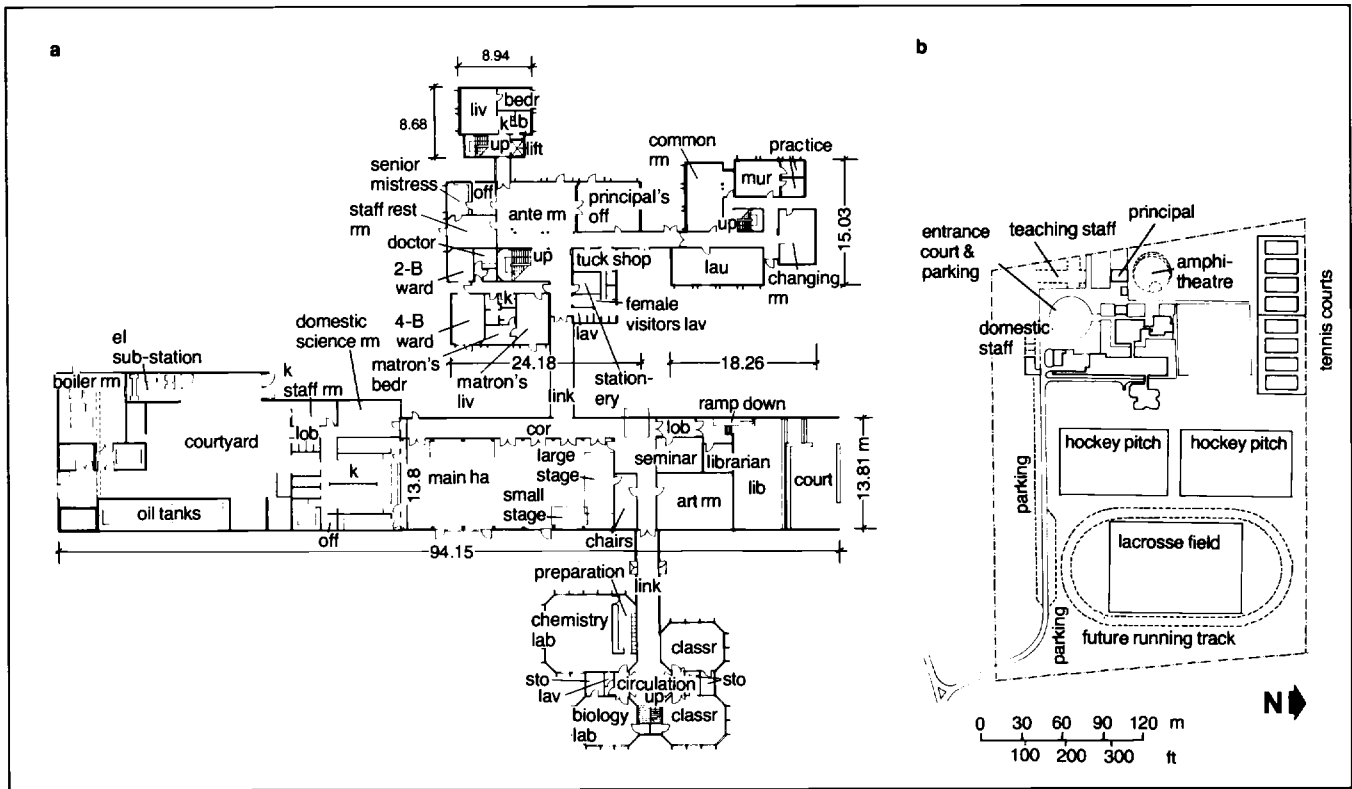 a
8.94
8.68
liv
bedr
k
b
up
lift
senior
mistress
off
staff rest
rm
ante rm
principal's
off
doctor
up
2-B
ward
tuck shop
k
4-B
ward
female
visitors lav
lav
matron's
bedr
matron's
liv
24.18
station-
ery
link
common
rm
practice
mur
up
15.03
lau
changing
rm
18.26
el
sub-station
boiler rm
k
staff rm
domestic
science rm
courtyard
lob
k
oil tanks
off
13.8
cor
main ha
large
stage
small
stage
chairs
lob
ramp down
seminar
librarian
art rm
lib
court
13.81 m
94.15
preparation
link
chemistry
lab
classr
sto
lav
circulation
up
sto
biology
lab
classr
b
entrance
court &
parking
teaching staff
principal
amphi-
theatre
domestic
staff
tennis courts
hockey pitch
hockey pitch
parking
lacrosse field
parking
future running track
N
0 30 60 90 120 m
100 200 300 ft